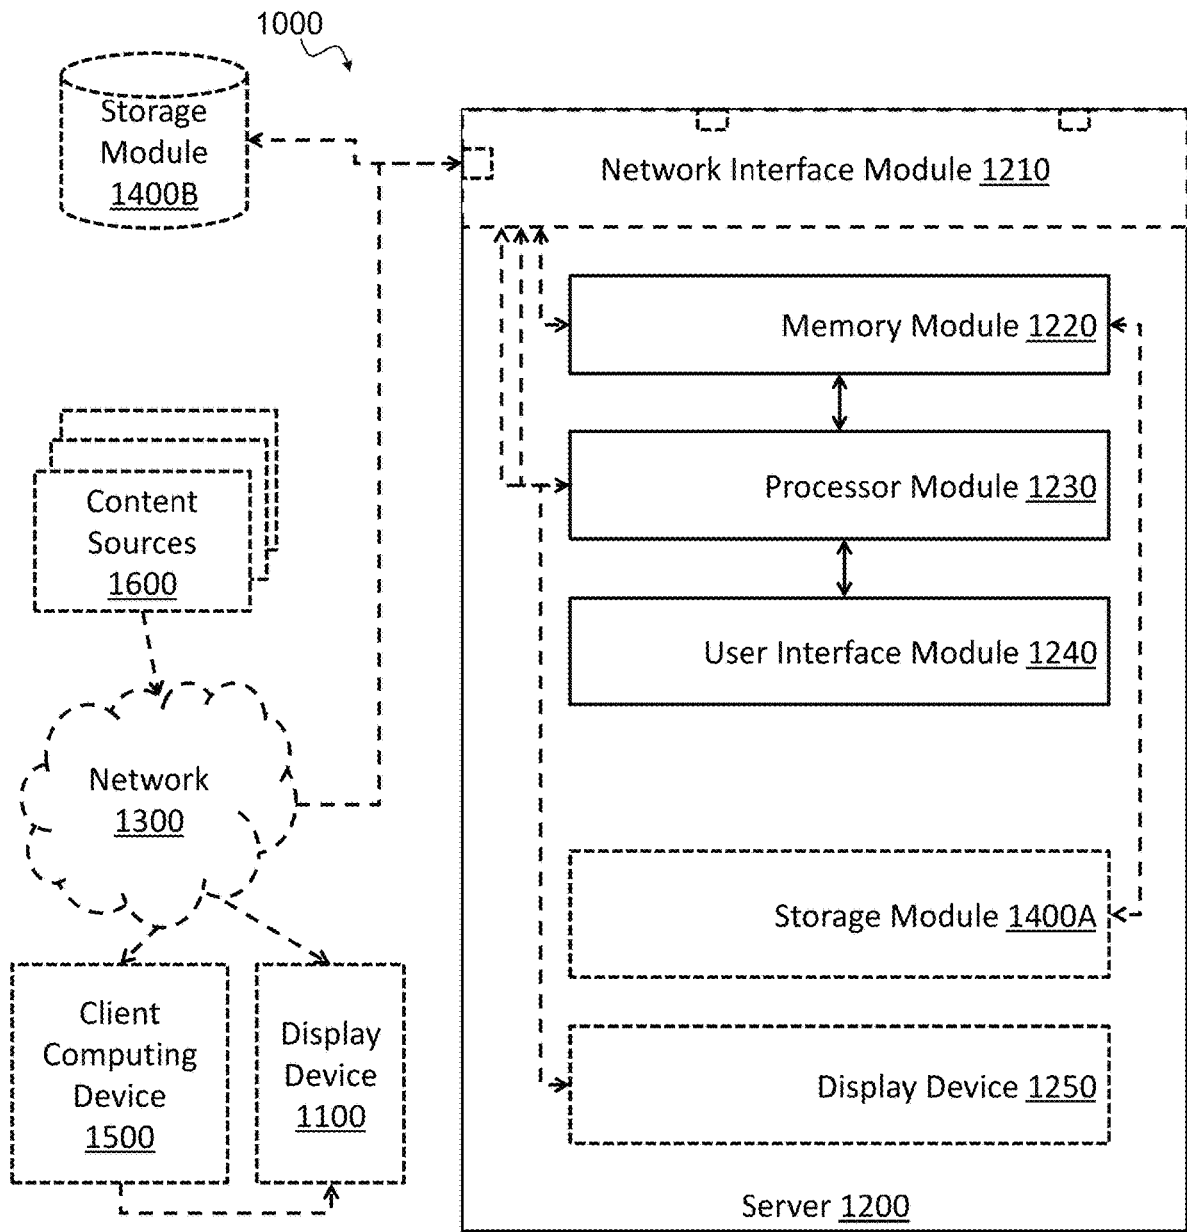 1000
Storage
Module
1400B
Network Interface Module 1210
Memory Module 1220
Processor Module 1230
User Interface Module 1240
Content
Sources
1600
Network
1300
Client
Computing
Device
1500
Display
Device
1100
Storage Module 1400A
Display Device 1250
Server 1200